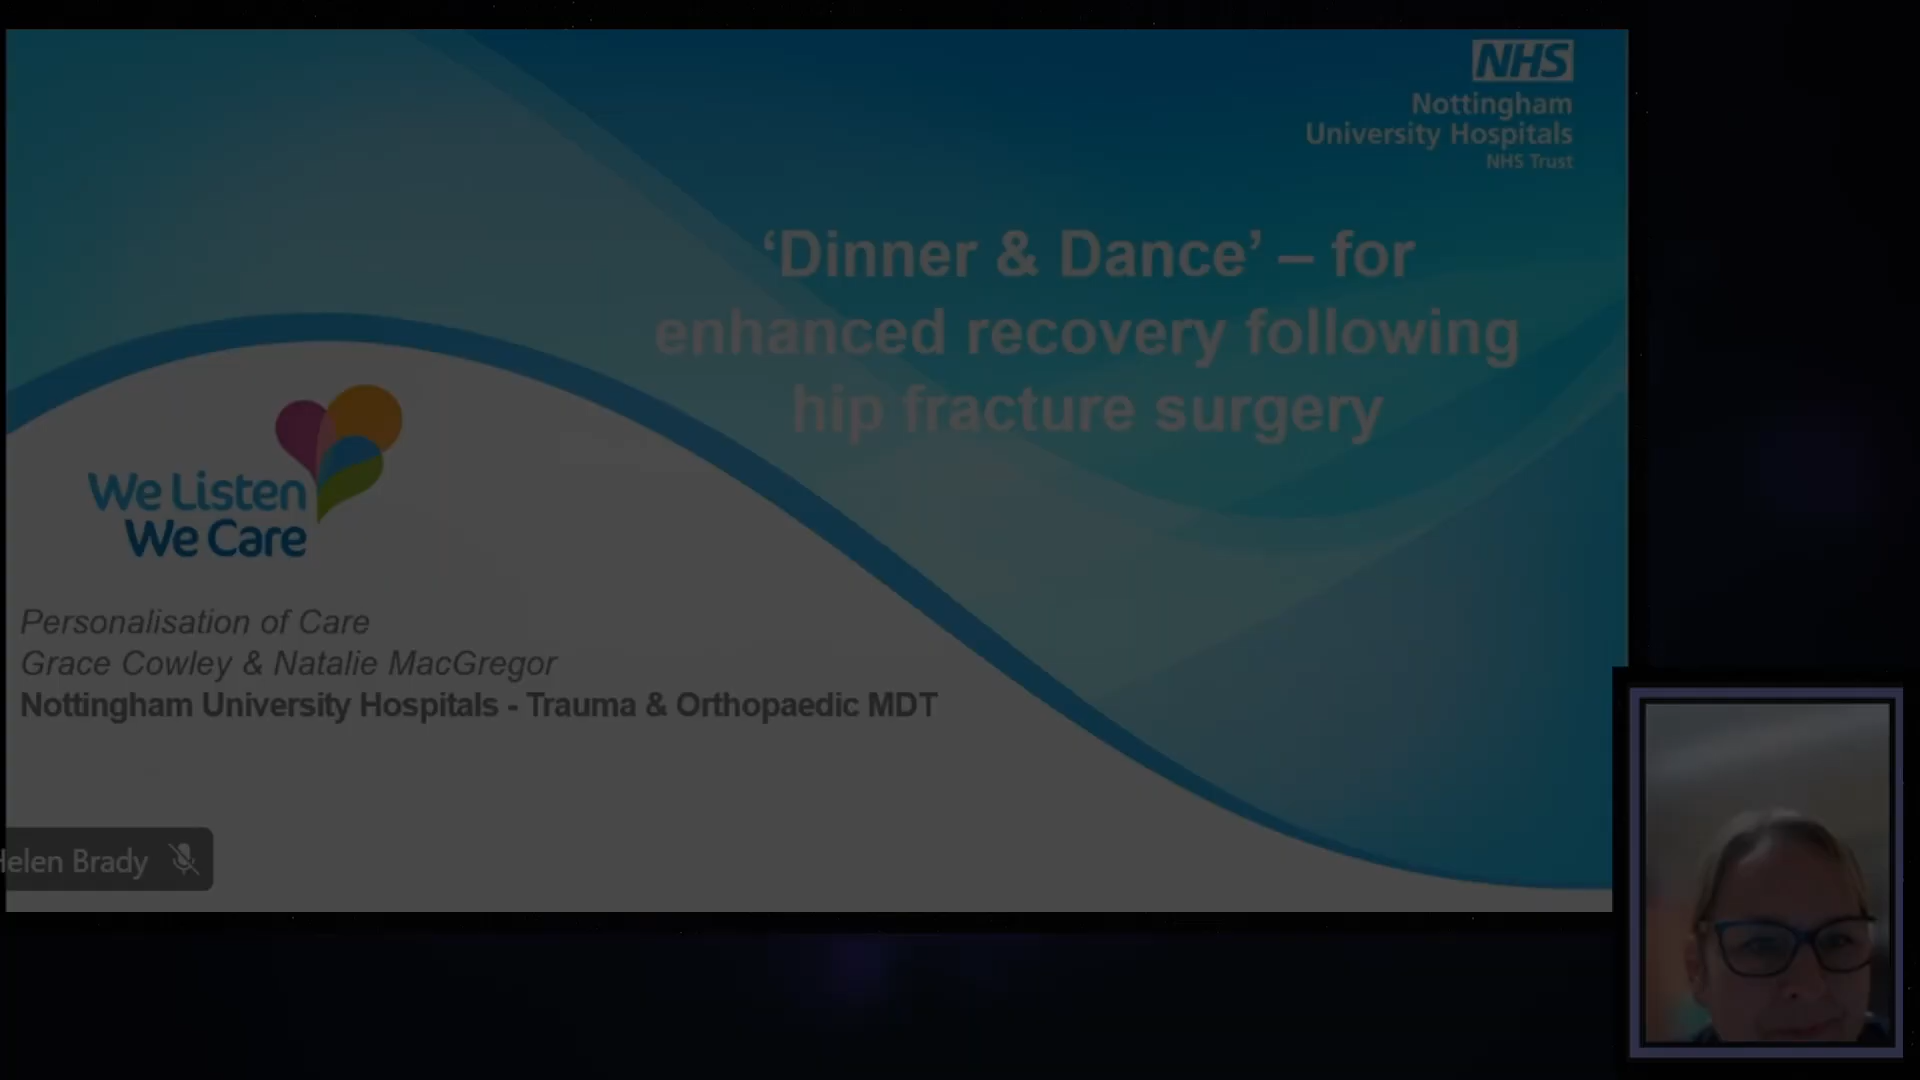 NHS
Nottingham
University Hospitals
NHS Trust
‘Dinner & Dance’ – for
enhanced recovery following
hip fracture surgery
We Listen
We Care
Personalisation of Care
Grace Cowley & Natalie MacGregor
Nottingham University Hospitals - Trauma & Orthopaedic MDT
Helen Brady